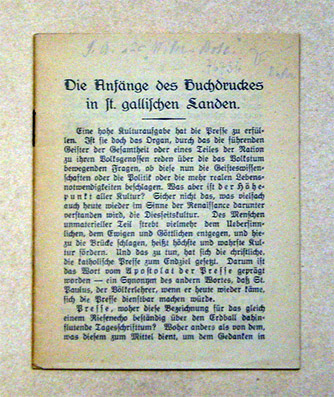 Die Anfänge des Buchdruckes
in st. gallischen Landen.
Eine hohe Kulturaufgabe hat die Presse zu erfül-
len. Ist sie doch das Organ, durch das die führenden
Geister der Gesamtheit oder eines Teiles der Nation
zu ihren Volksgenossen reden über die das Volkstum
bewegenden Fragen, ob diese nun die Geisteswissen-
schaften oder die Politik oder die mehr realen Lebens-
notwendigkeiten beschlagen. Was aber ist der Höhe-
punkt aller Kultur? Sicher nicht das, was vielfach
auch heute wieder im Sinne der Renaissance darunter
verstanden wird, die Diesseitskultur. Des Menschen
unmaterieller Teil strebt vielmehr dem Uebersinn-
lichen, dem Ewigen und Göttlichen entgegen, und hie-
zu die Brücke schlagen, heißt höchste und wahrste Kul-
tur fördern. Und das zu tun, hat sich die christliche,
die katholische Presse zum Endziel gesetzt. Darum ist
das Wort vom Apostolat der Presse geprägt
worden — ein Synonym des andern Wortes, daß St.
Paulus, der Völkerlehrer, wenn er heute wieder käme,
sich die Presse dienstbar machen würde.
Presse, woher diese Bezeichnung für das gleich
einem Riesenwehe beständig über den Erdball dahin-
flutende Tagesschrifttum? Woher anders als von dem,
was diesem zum Mittel dient, um den Gedanken in